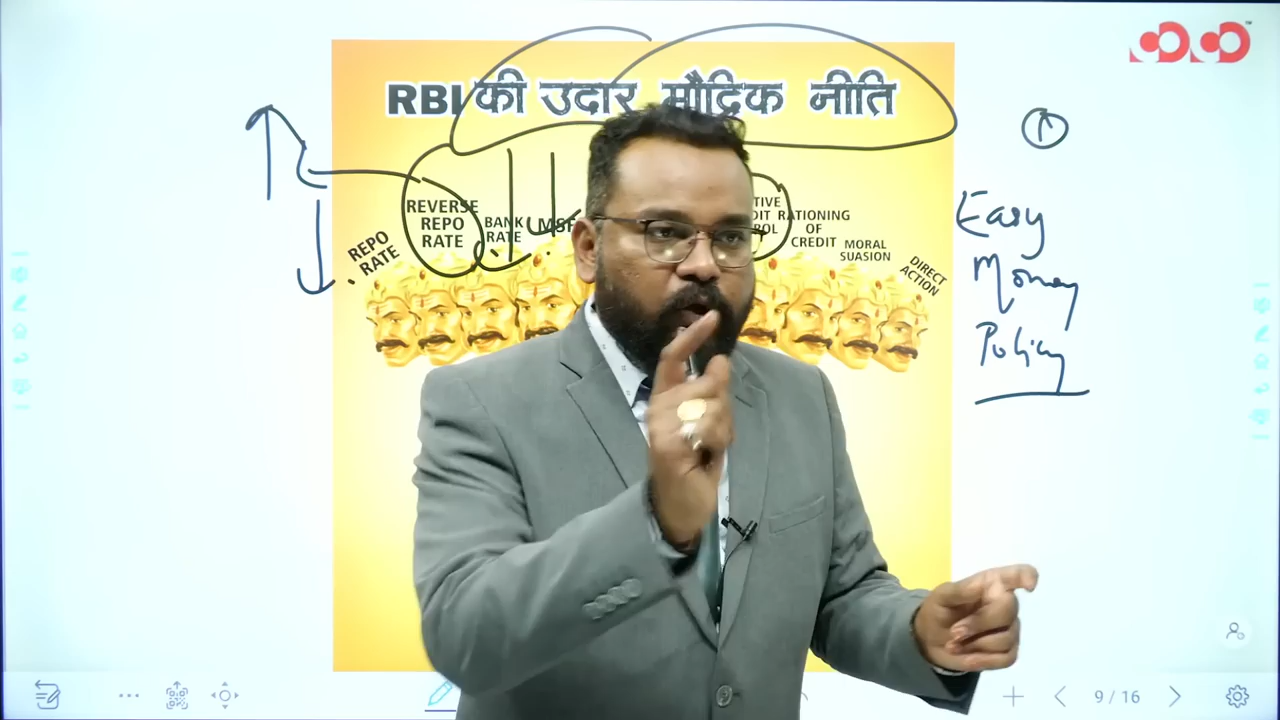 RBI की उदार मौद्रिक नीति
REPO
RATE
REVERSE
REPO
RATE
BANK
RATE
MSF
RATIONING
OF
CREDIT
MORAL
SUASION
DIRECT
ACTION
Easy
Money
Policy
9 / 16